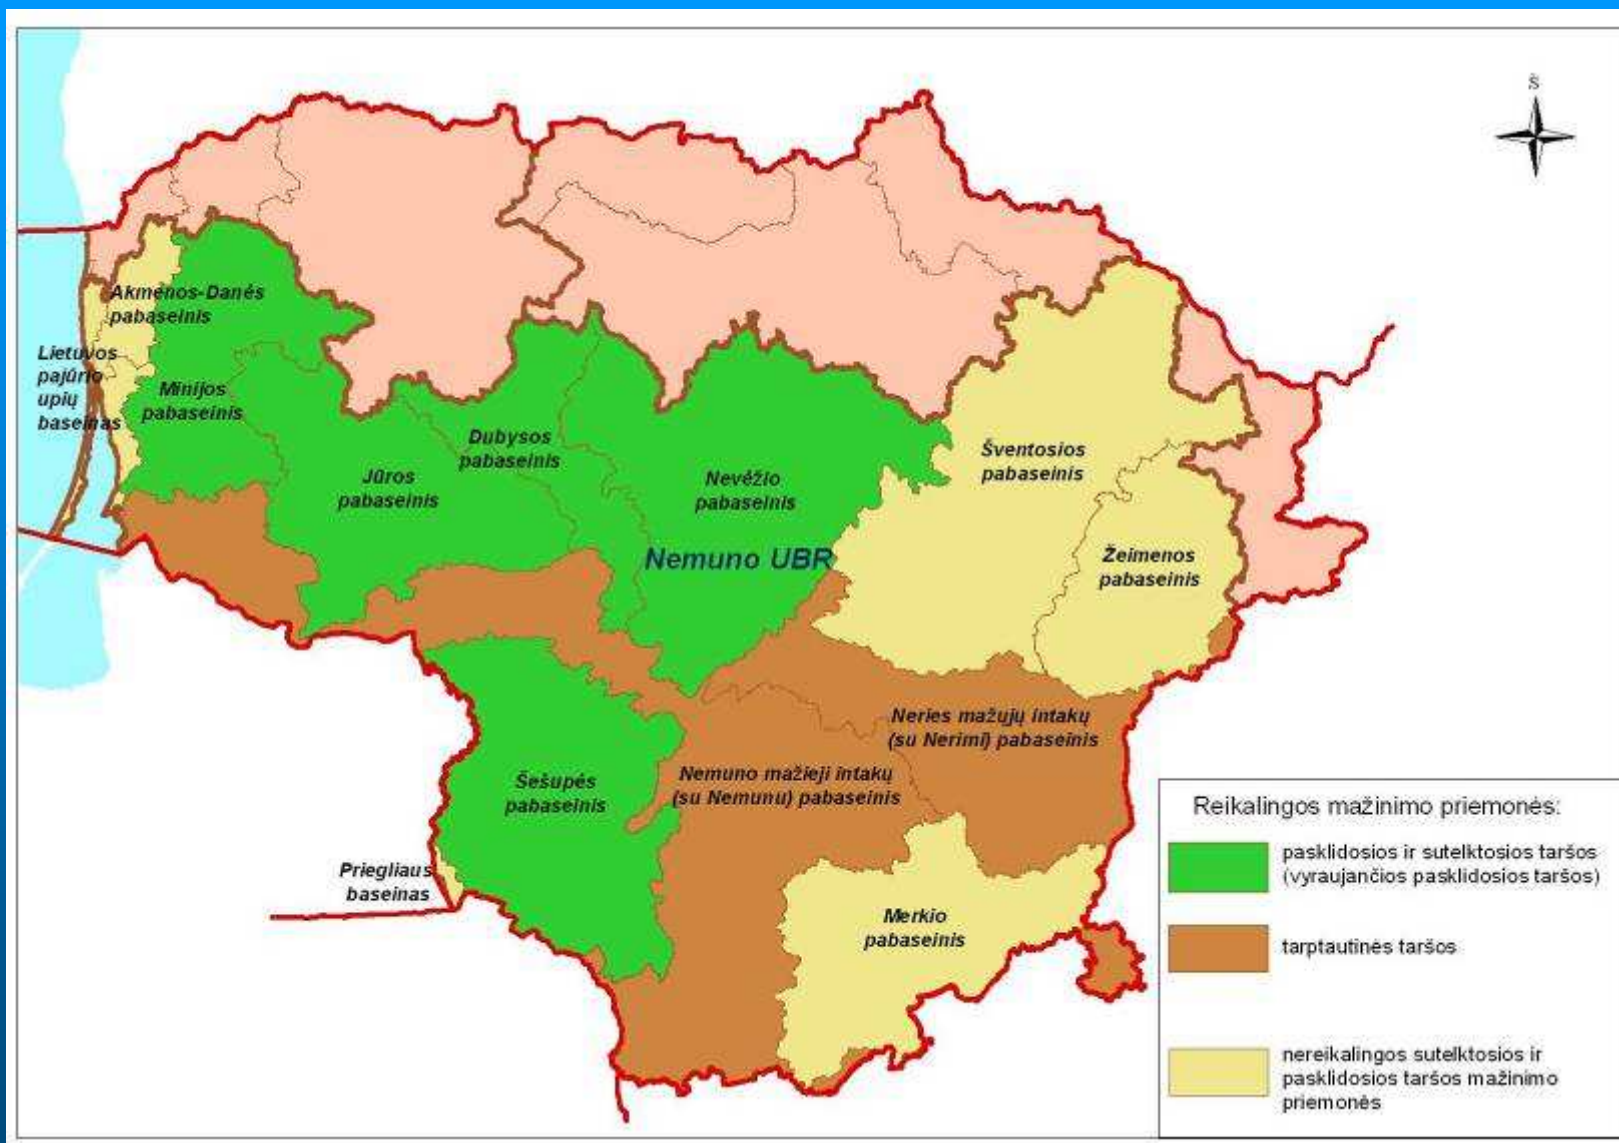 Š
Akmenos-Danės
pabaseinis
Lietuvos
pajūrio
upių
baseinas
Minijos
pabaseinis
Jūros
pabaseinis
Dubysos
pabaseinis
Nevėžio
pabaseinis
Nemuno UBR
Šventosios
pabaseinis
Žeimenos
pabaseinis
Neries mažųjų intakų
(su Nerimi) pabaseinis
Nemuno mažieji intakų
(su Nemunu) pabaseinis
Šešupės
pabaseinis
Priegliaus
baseinas
Merkio
pabaseinis
Reikalingos mažinimo priemonės:
pasklidosios ir sutelktosios taršos
(vyraujančios pasklidosios taršos)
tarptautinės taršos
nereikalingos sutelktosios ir
pasklidosios taršos mažinimo
priemonės